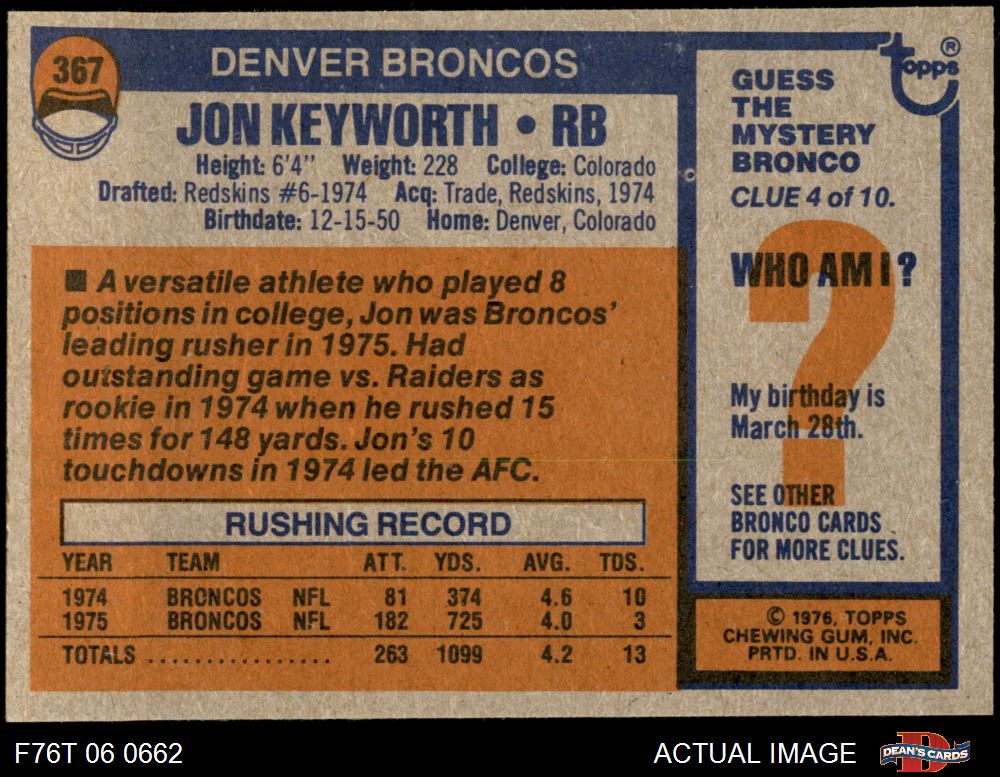 367
DENVER BRONCOS
JON KEYWORTH • RB
Height: 6'4" Weight: 228 College: Colorado
Drafted: Redskins #6-1974 Acq: Trade, Redskins, 1974
Birthdate: 12-15-50 Home: Denver, Colorado
■ A versatile athlete who played 8
positions in college, Jon was Broncos'
leading rusher in 1975. Had
outstanding game vs. Raiders as
rookie in 1974 when he rushed 15
times for 148 yards. Jon's 10
touchdowns in 1974 led the AFC.
RUSHING RECORD
YEAR TEAM ATT. YDS. AVG. TDS.
1974 BRONCOS NFL 81 374 4.6 10
1975 BRONCOS NFL 182 725 4.0 3
TOTALS ................ 263 1099 4.2 13
topps ®
GUESS
THE
MYSTERY
BRONCO
CLUE 4 of 10.
WHO AM I ?
?
My birthday is
March 28th.
SEE OTHER
BRONCO CARDS
FOR MORE CLUES.
© 1976, TOPPS
CHEWING GUM, INC.
PRTD. IN U.S.A.
F76T 06 0662
ACTUAL IMAGE
D
DEAN'S CARDS